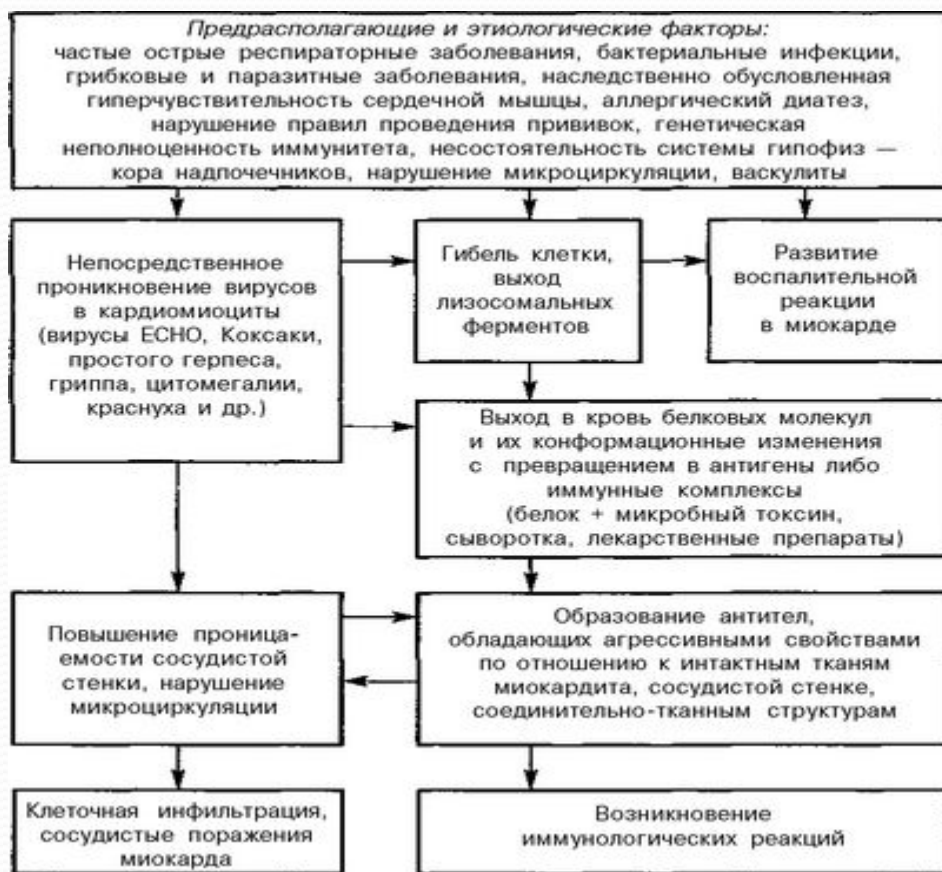 Предрасполагающие и этиологические факторы:
частые острые респираторные заболевания, бактериальные инфекции,
грибковые и паразитные заболевания, наследственно обусловленная
гиперчувствительность сердечной мышцы, аллергический диатез,
нарушение правил проведения прививок, генетическая
неполноценность иммунитета, несостоятельность системы гипофиз —
кора надпочечников, нарушение микроциркуляции, васкулиты
Непосредственное
проникновение вирусов
в кардиомиоциты
(вирусы ECHO, Коксаки,
простого герпеса,
гриппа, цитомегалии,
краснуха и др.)
Гибель клетки,
выход
лизосомальных
ферментов
Развитие
воспалительной
реакции
в миокарде
Выход в кровь белковых молекул
и их конформационные изменения
с превращением в антигены либо
иммунные комплексы
(белок + микробный токсин,
сыворотка, лекарственные препараты)
Повышение проница-
емости сосудистой
стенки, нарушение
микроциркуляции
Образование антител,
обладающих агрессивными свойствами
по отношению к интактным тканям
миокардита, сосудистой стенке,
соединительно-тканным структурам
Клеточная инфильтрация,
сосудистые поражения
миокарда
Возникновение
иммунологических реакций